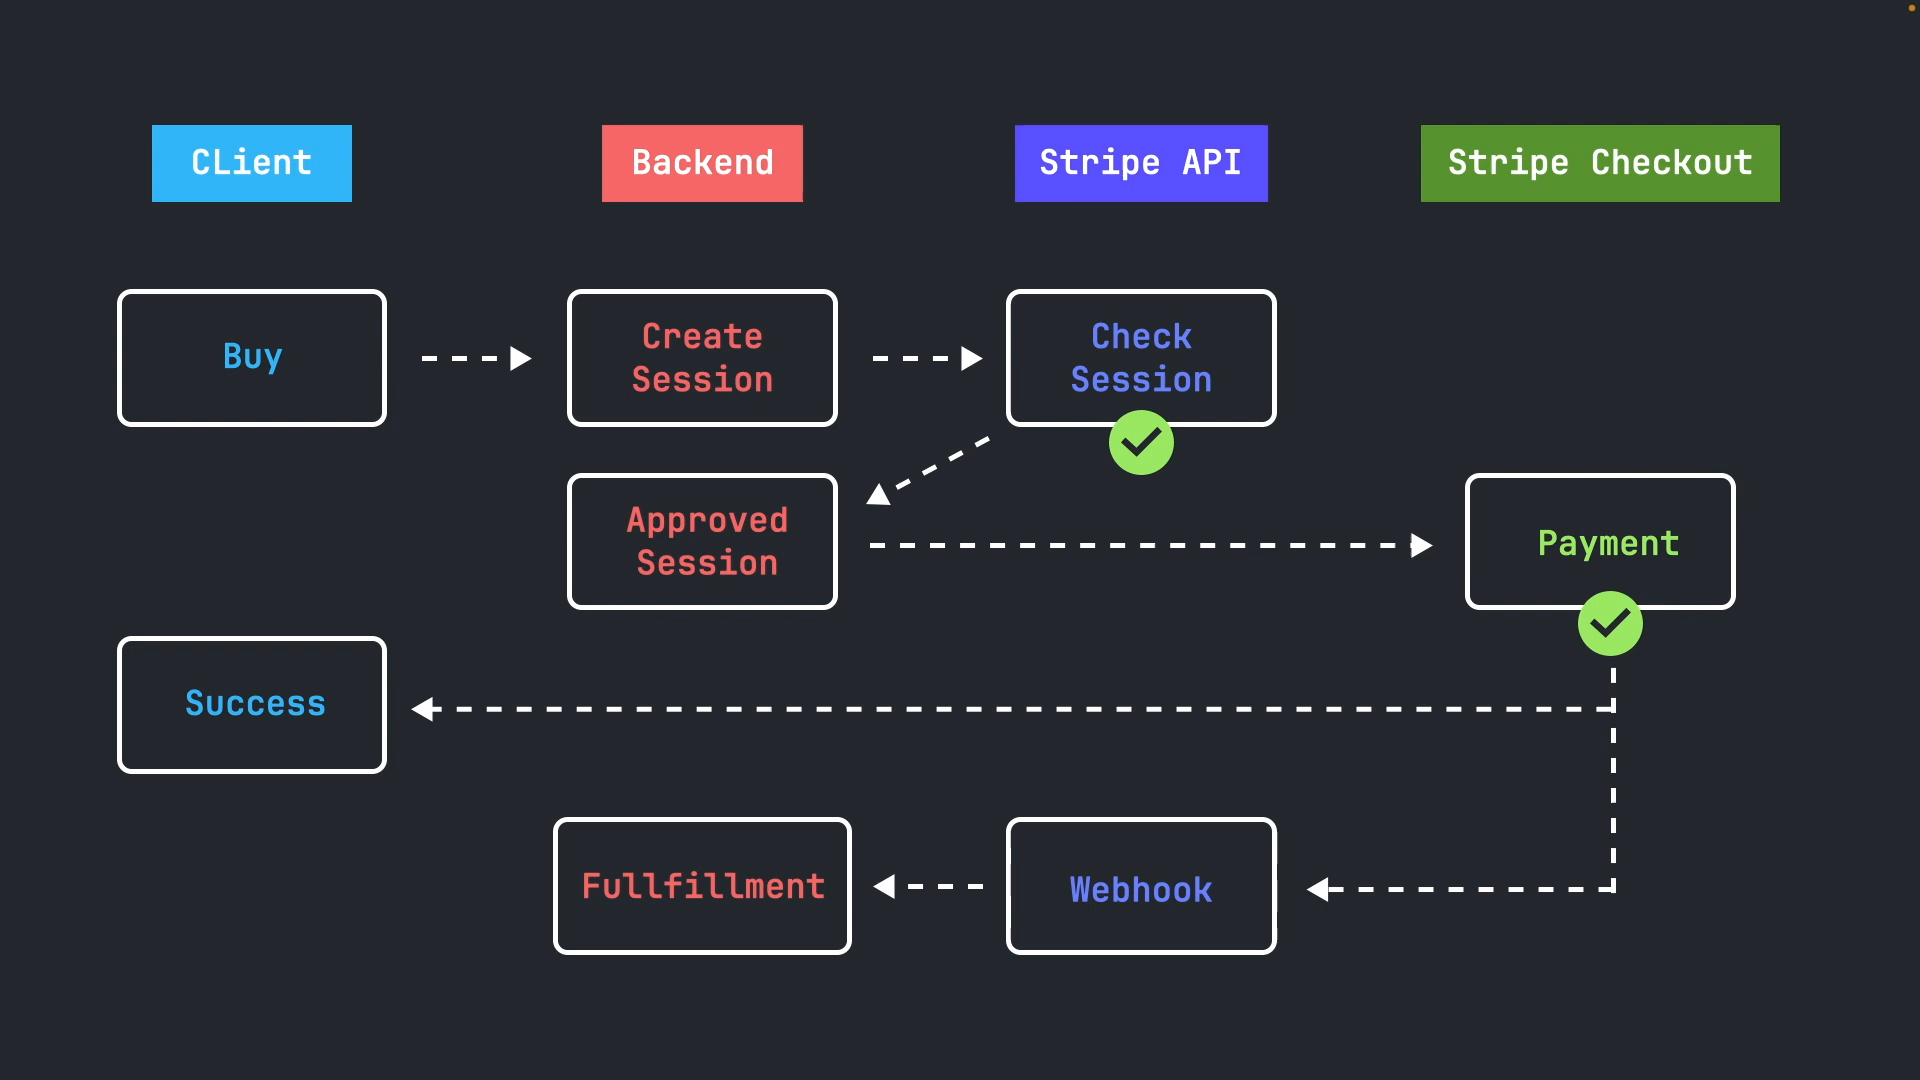 CLient
Backend
Stripe API
Stripe Checkout
Buy
Create
Session
Check
Session
Approved
Session
Payment
Success
Fullfillment
Webhook